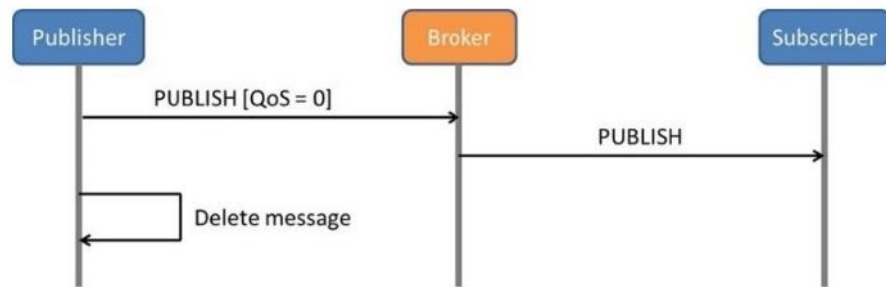 Publisher
Broker
Subscriber
PUBLISH [QoS = 0]
PUBLISH
Delete message